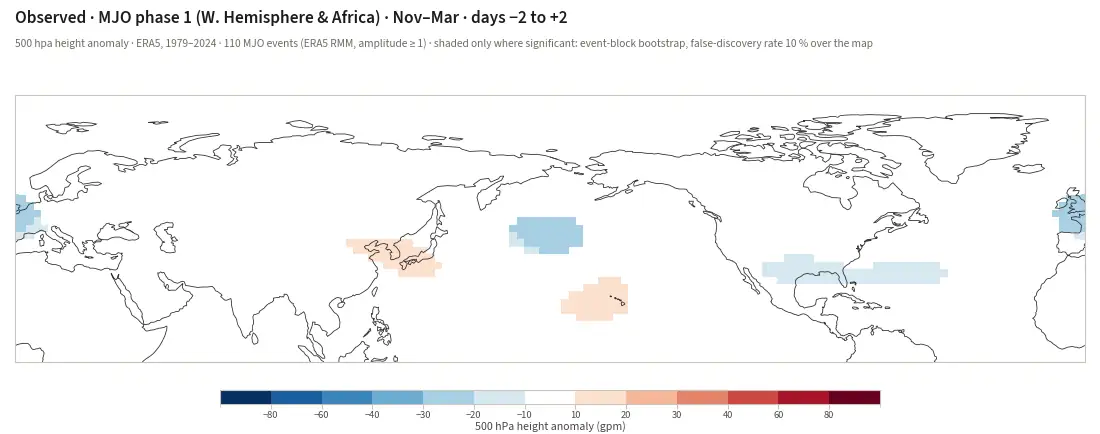 Observed · MJO phase 1 (W. Hemisphere & Africa) · Nov–Mar · days −2 to +2
500 hpa height anomaly · ERA5, 1979–2024 · 110 MJO events (ERA5 RMM, amplitude ≥ 1) · shaded only where significant: event-block bootstrap, false-discovery rate 10 % over the map
−80 −60 −40 −30 −20 −10 10 20 30 40 60 80
500 hpa height anomaly (gpm)